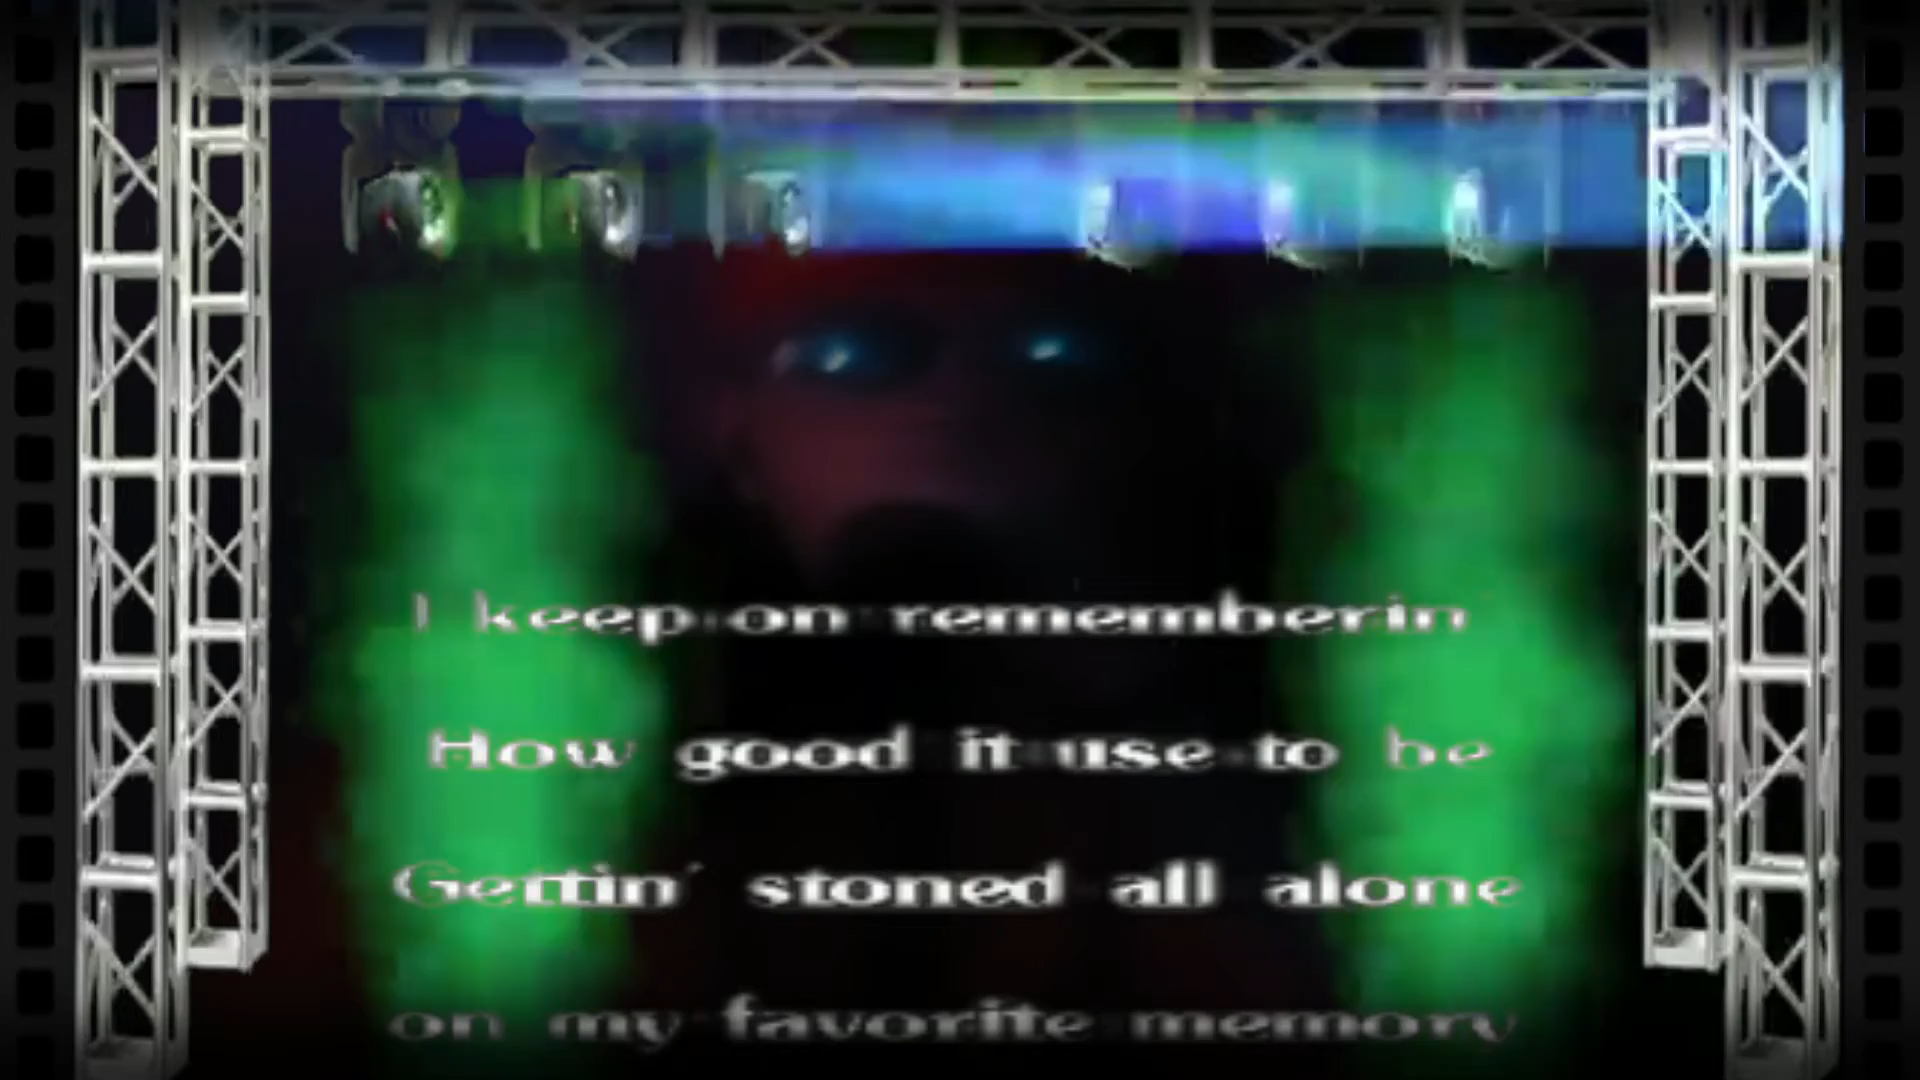 I keep on rememberin'
How good it use to be
Gettin' stoned all alone
on my favorite memory